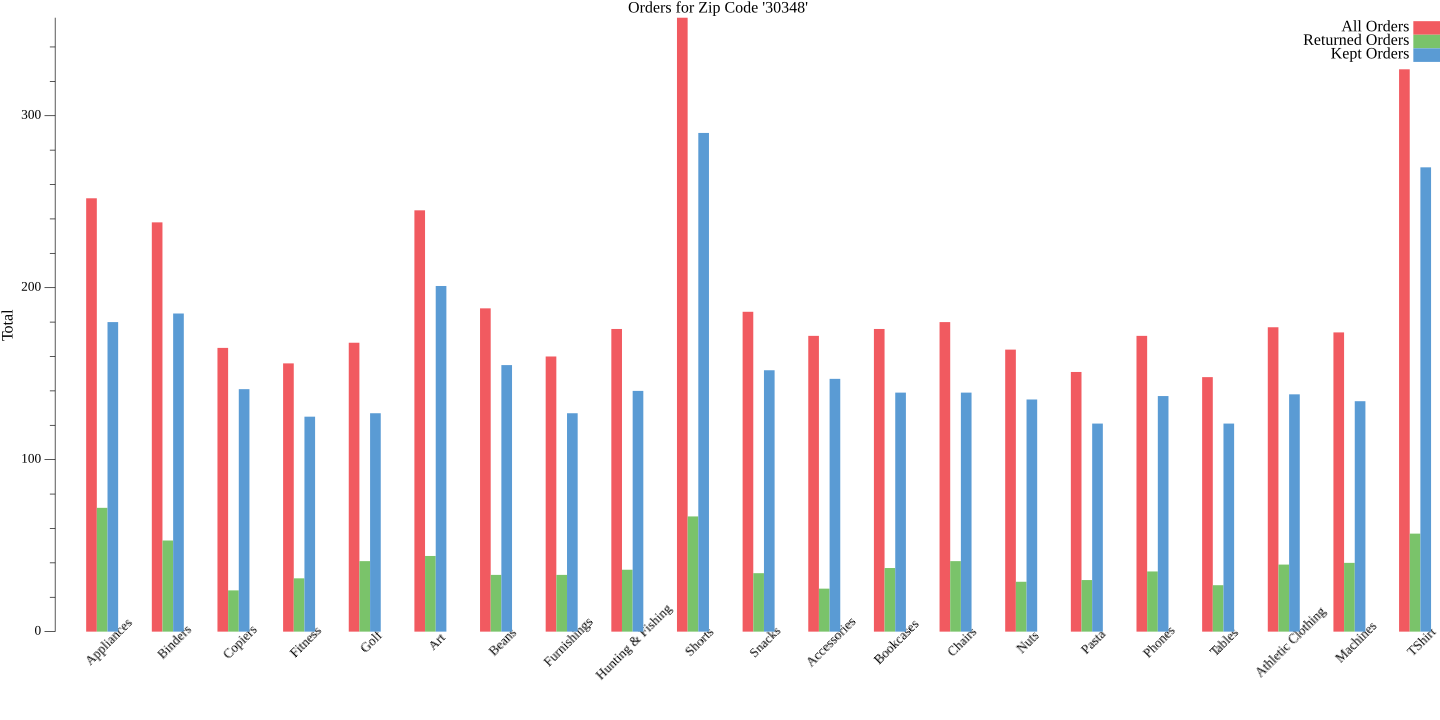 Orders for Zip Code '30348'
All Orders
Returned Orders
Kept Orders
Total
300
200
100
0
Appliances
Binders
Copiers
Fitness
Golf
Art
Beans
Furnishings
Hunting & Fishing
Shorts
Snacks
Accessories
Bookcases
Chairs
Nuts
Pasta
Phones
Tables
Athletic Clothing
Machines
TShirt